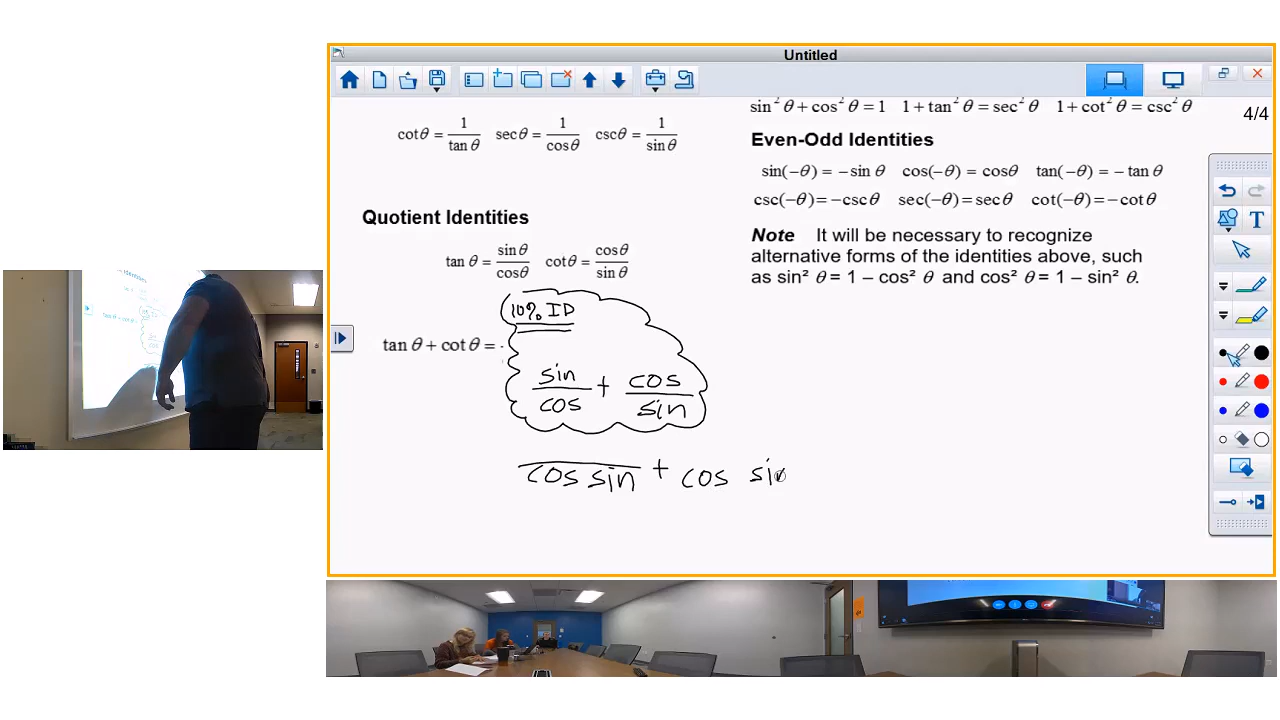 Untitled
4/4
cot θ = 1/tan θ sec θ = 1/cos θ csc θ = 1/sin θ
Quotient Identities
tan θ = sin θ/cos θ cot θ = cos θ/sin θ
10% ID
tan θ + cot θ =
sin/cos + cos/sin
cos sin + cos sin
sin² θ + cos² θ = 1 1 + tan² θ = sec² θ 1 + cot² θ = csc² θ
Even-Odd Identities
sin(−θ) = −sin θ cos(−θ) = cos θ tan(−θ) = −tan θ
csc(−θ) = −csc θ sec(−θ) = sec θ cot(−θ) = −cot θ
Note It will be necessary to recognize
alternative forms of the identities above, such
as sin² θ = 1 – cos² θ and cos² θ = 1 – sin² θ.
T